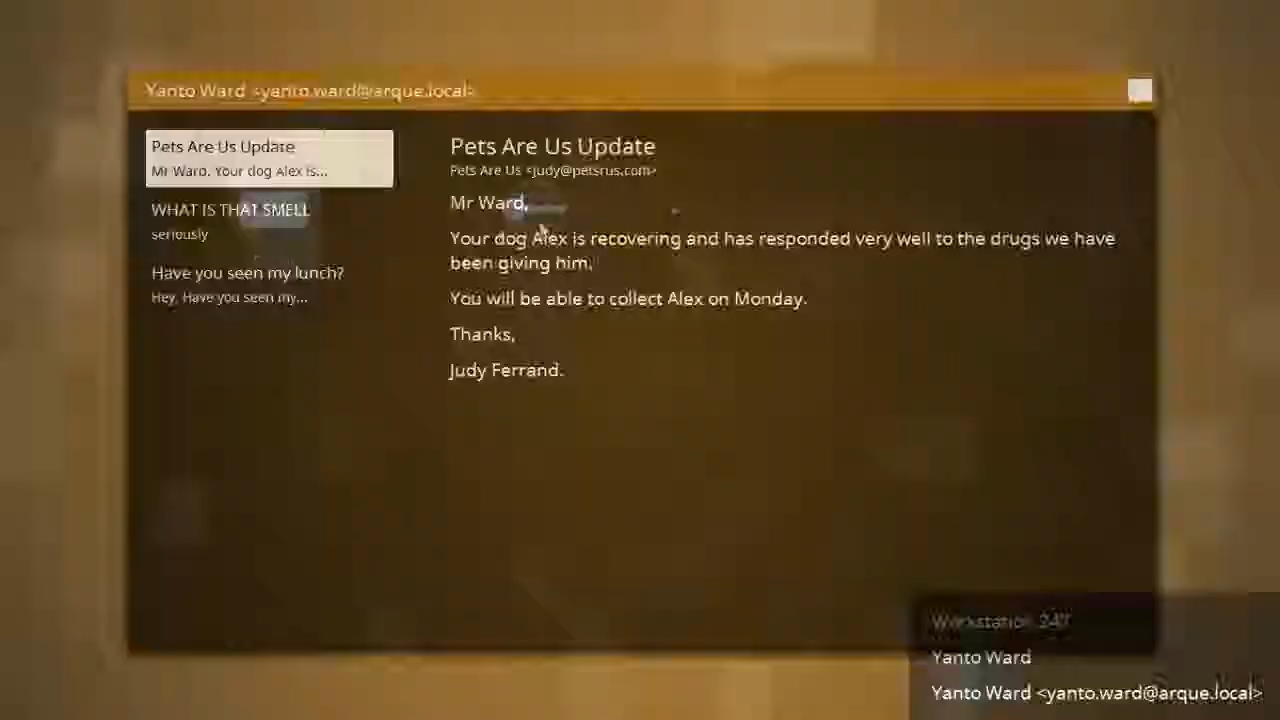 Yanto Ward <yanto.ward@arque.local>
Pets Are Us Update
Mr Ward, Your dog Alex is...
WHAT IS THAT SMELL
seriously
Have you seen my lunch?
Hey, Have you seen my...
Pets Are Us Update
Pets Are Us <judy@petsrus.com>
Mr Ward,
Your dog Alex is recovering and has responded very well to the drugs we have
been giving him.
You will be able to collect Alex on Monday.
Thanks,
Judy Ferrand.
Workstation
Yanto Ward
Yanto Ward <yanto.ward@arque.local>